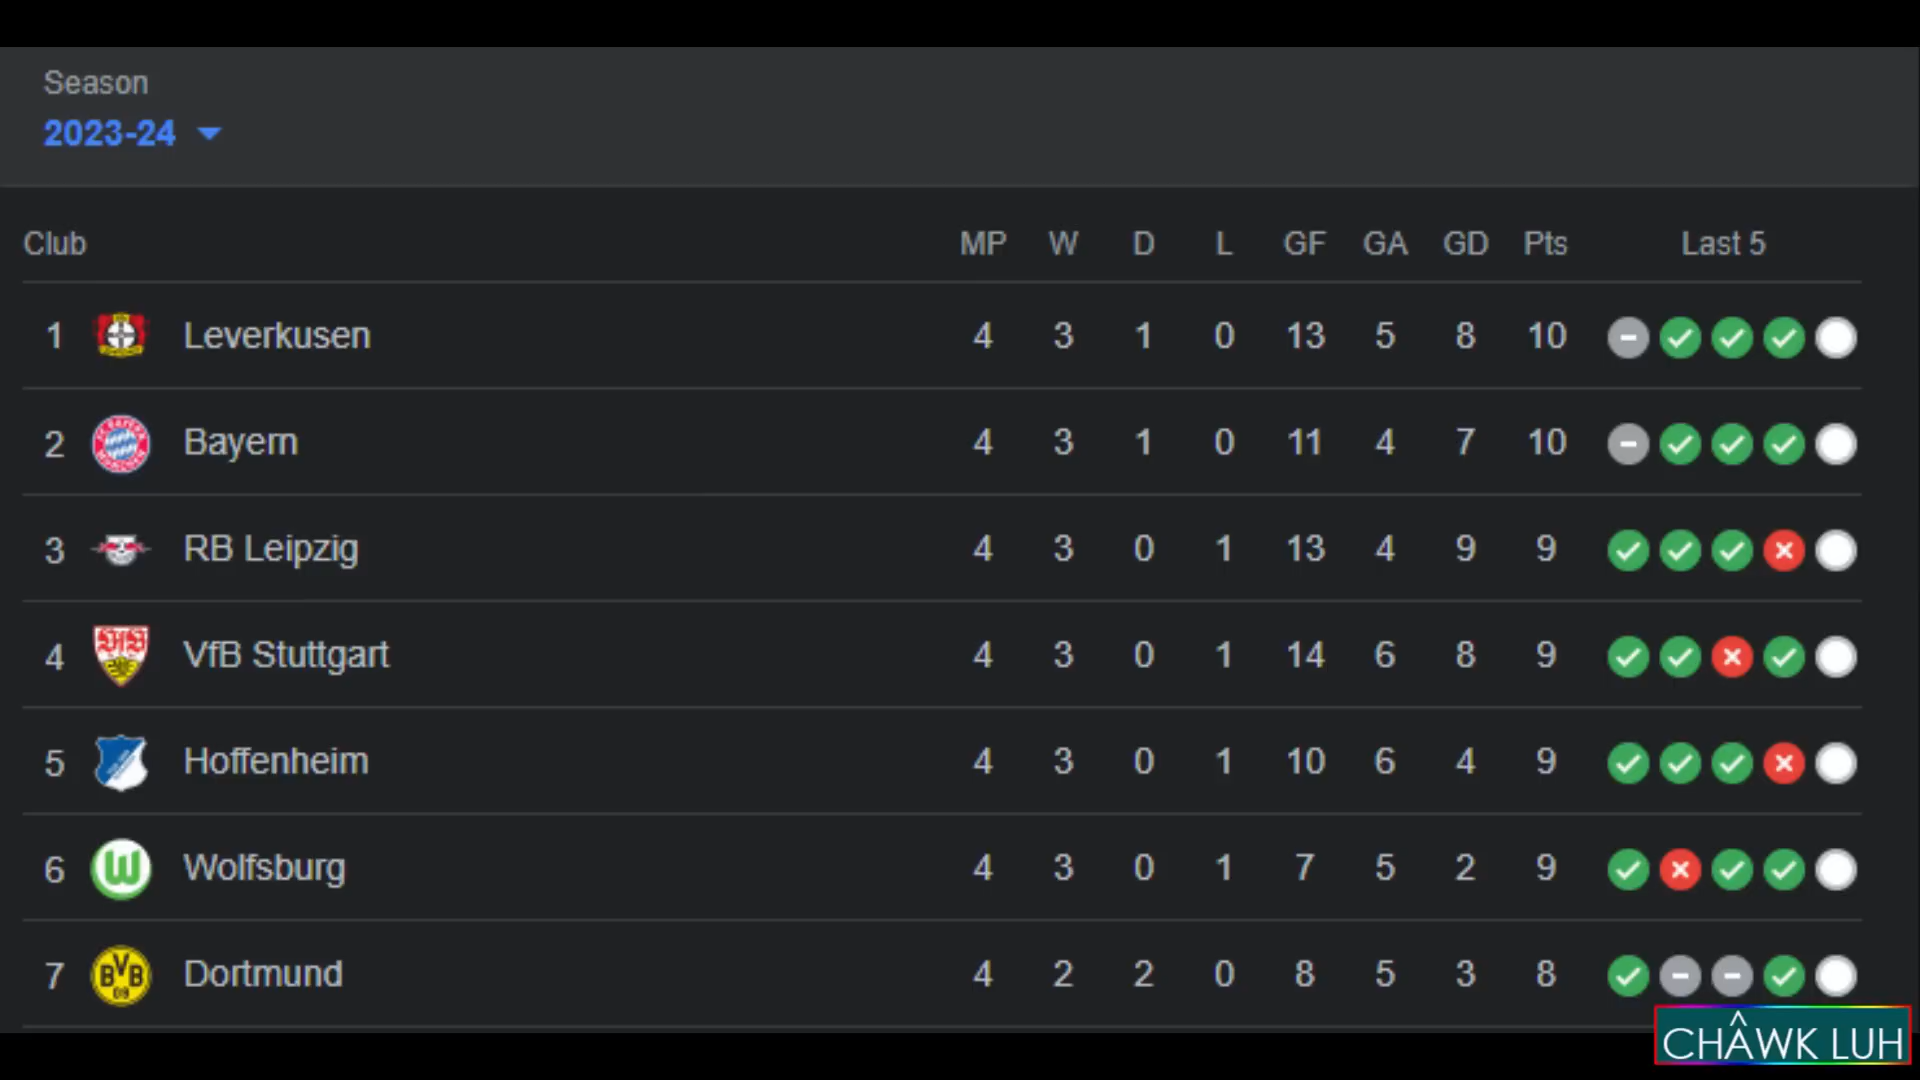 Season
2023-24
Club MP W D L GF GA GD Pts Last 5
1 Leverkusen 4 3 1 0 13 5 8 10
2 Bayern 4 3 1 0 11 4 7 10
3 RB Leipzig 4 3 0 1 13 4 9 9
4 VfB Stuttgart 4 3 0 1 14 6 8 9
5 Hoffenheim 4 3 0 1 10 6 4 9
6 W Wolfsburg 4 3 0 1 7 5 2 9
7 BVB 09 Dortmund 4 2 2 0 8 5 3 8
CHÂWK LUH